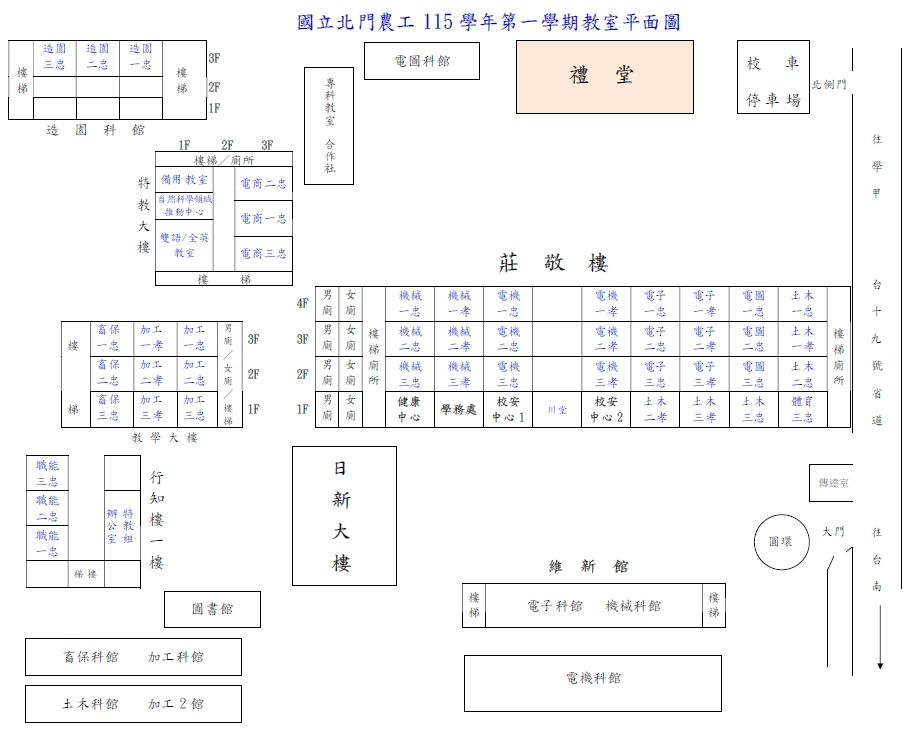 國立北門農工 115 學年第一學期教室平面圖
造園三忠 造園二忠 造園一忠
樓梯 樓梯
3F
2F
1F
造 園 科 館
專科教室 合作社
電圖科館
禮 堂
校 車
停車場
北側門
往學甲
台十九號省道
往台南
1F 2F 3F
樓梯／廁所
特教大樓
備用教室
自然科學領域
推動中心
雙語/全英
教室
電商二忠
電商一忠
電商三忠
樓 梯
莊 敬 樓
4F 男廁 女廁 機械一忠 機械一孝 電機一忠 電機一孝 電子一忠 電子一孝 電圖一忠 土木一忠
3F 男廁 女廁 機械二忠 機械二孝 電機二忠 電機二孝 電子二忠 電子二孝 電圖二忠 土木一孝
2F 男廁 女廁 機械三忠 機械三孝 電機三忠 電機三孝 電子三忠 電子三孝 電圖三忠 土木二忠
1F 男廁 女廁 健康中心 學務處 校安中心1 川堂 校安中心2 土木二孝 土木三孝 土木三忠 體育三忠
樓梯廁所 樓梯廁所
樓梯
畜保一忠 加工一孝 加工一忠 3F
畜保二忠 加工二孝 加工二忠 2F
畜保三忠 加工三孝 加工三忠 1F
男廁／女廁／樓梯
教 學 大 樓
職能三忠
職能二忠
職能一忠
特教組
辦公室
梯樓
行知樓一樓
日新大樓
傳達室
圓環
大門
維 新 館
樓梯 電子科館 機械科館 樓梯
電機科館
圖書館
畜保科館 加工科館
土木科館 加工2館